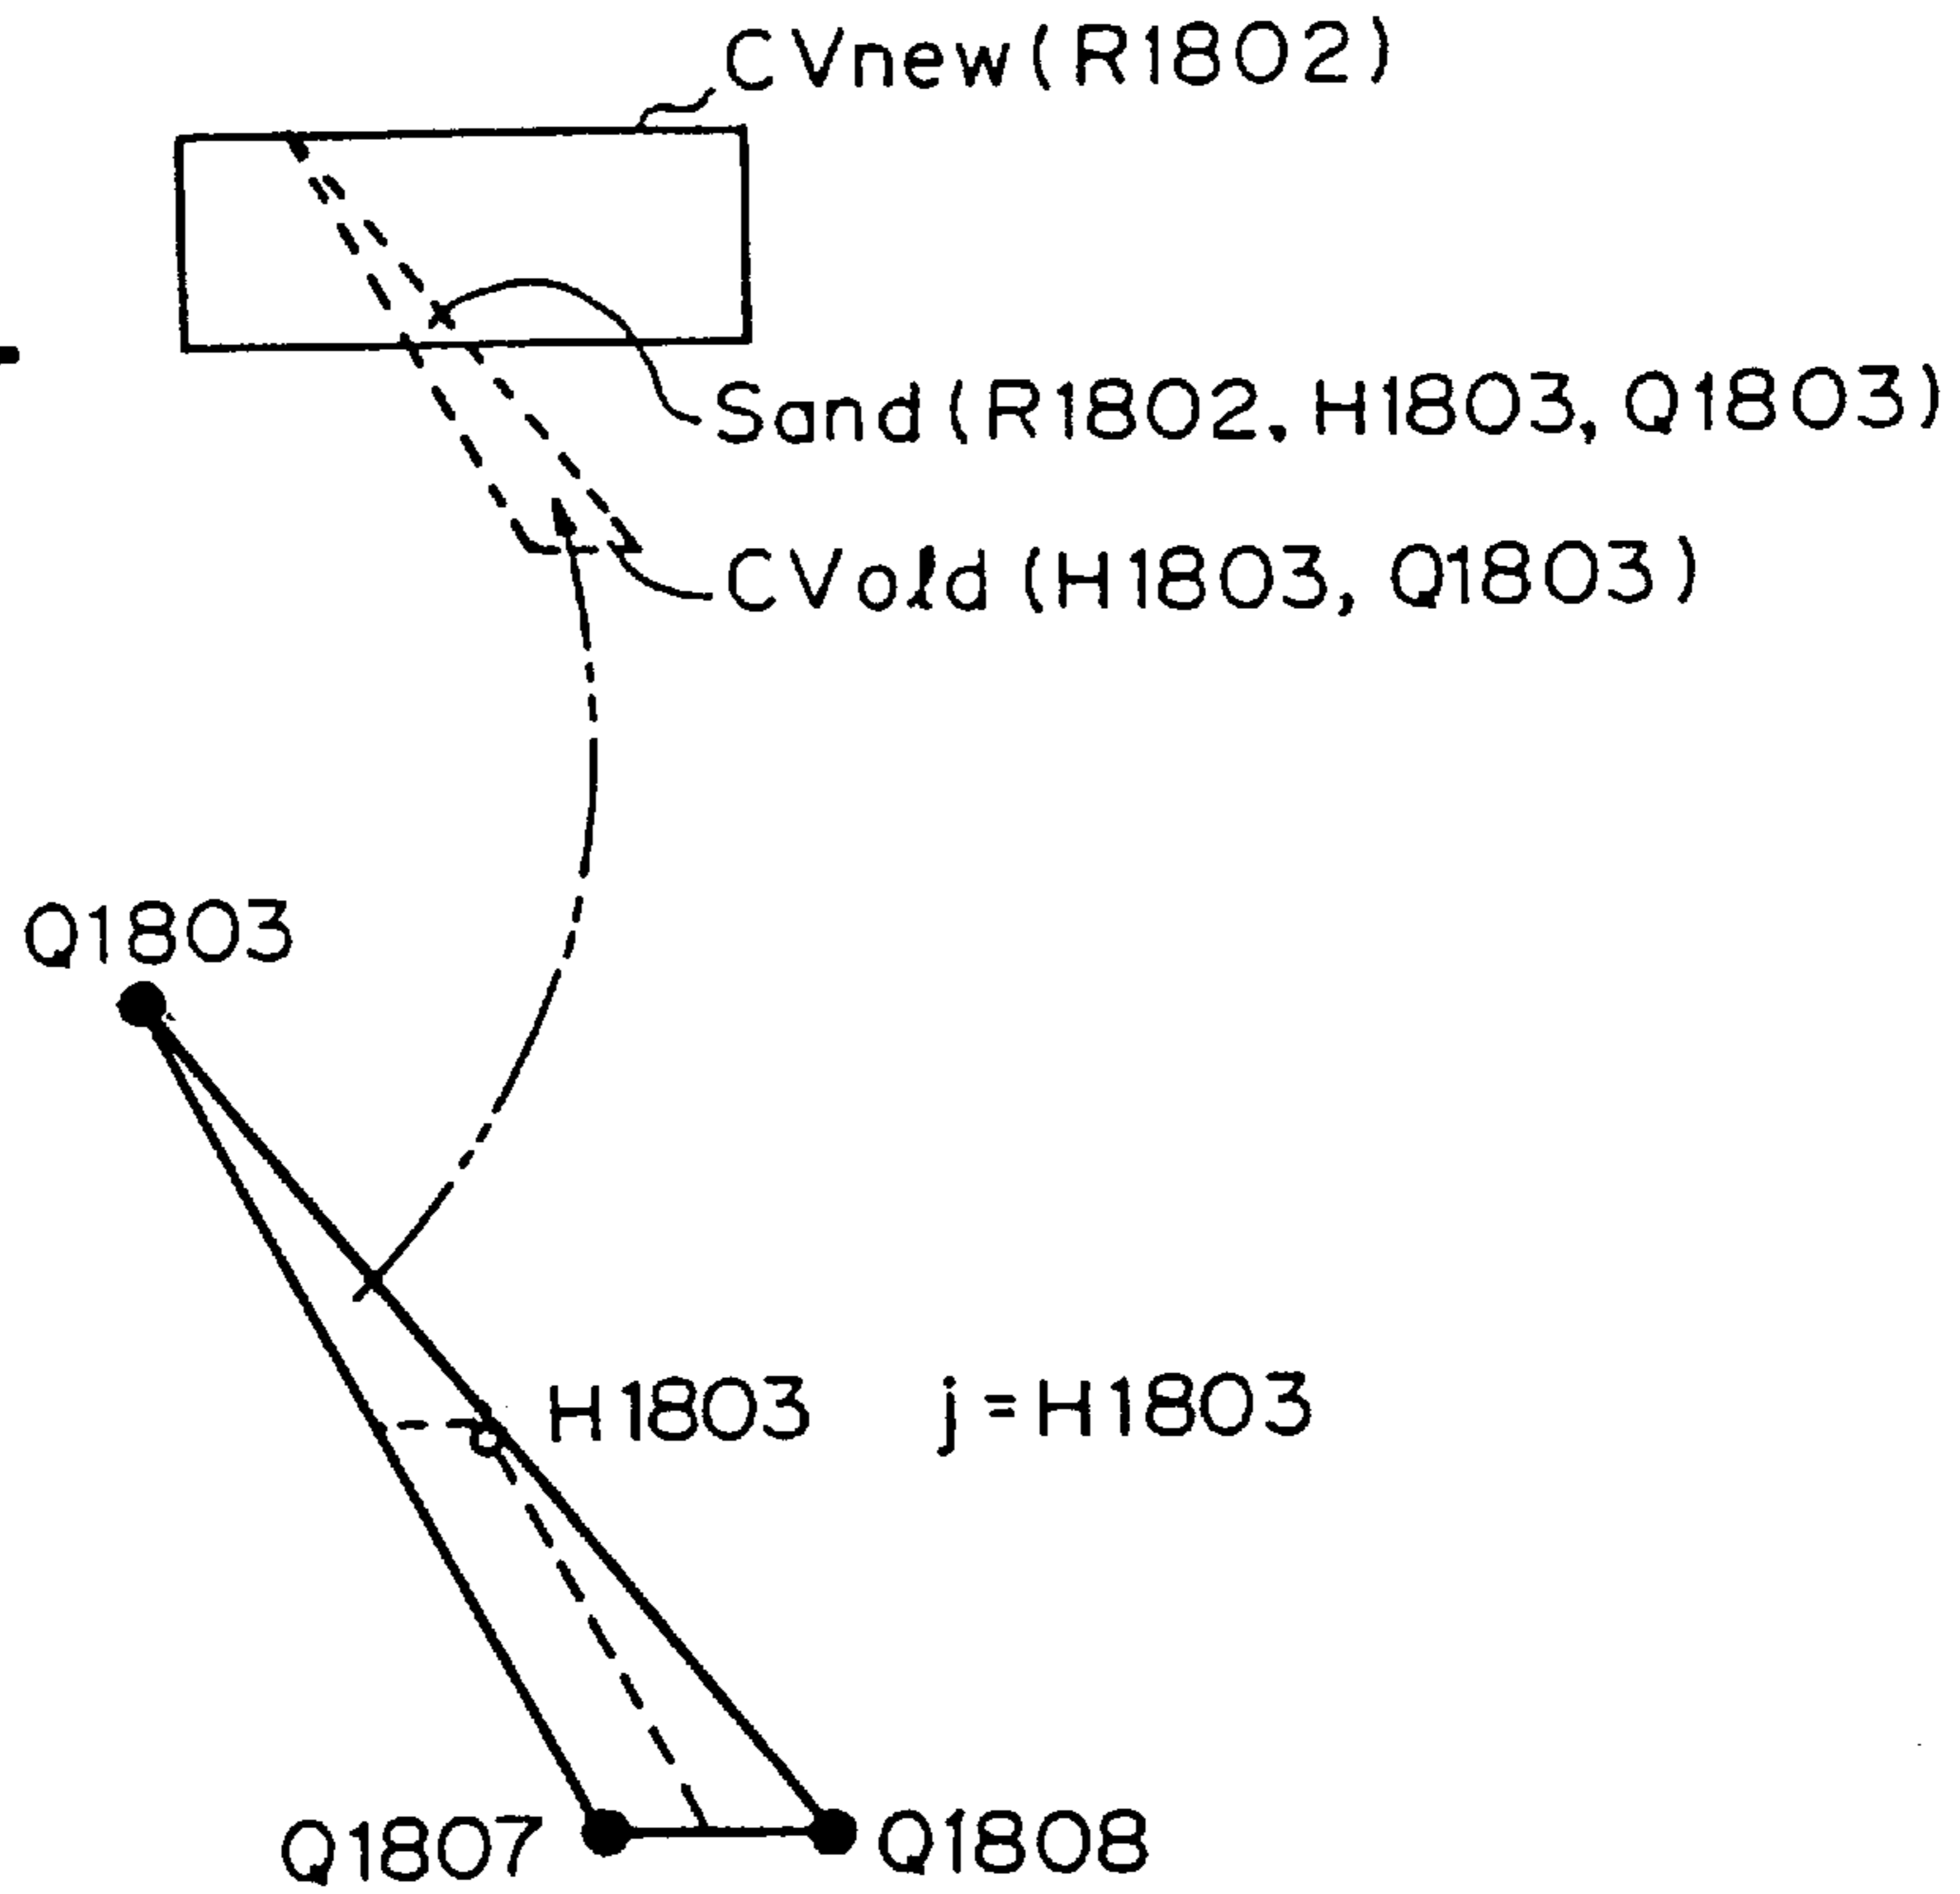 CVnew(R1802)
Sand(R1802, H1803, Q1803)
CVold(H1803, Q1803)
Q1803
H1803 j=H1803
Q1807
Q1808